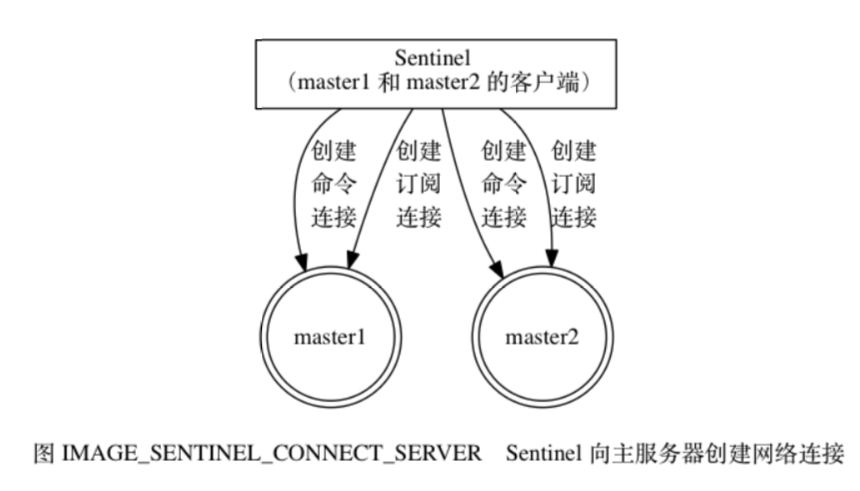 Sentinel
（master1 和 master2 的客户端）
创建
命令
连接
创建
订阅
连接
创建
命令
连接
创建
订阅
连接
master1
master2
图 IMAGE_SENTINEL_CONNECT_SERVER Sentinel 向主服务器创建网络连接